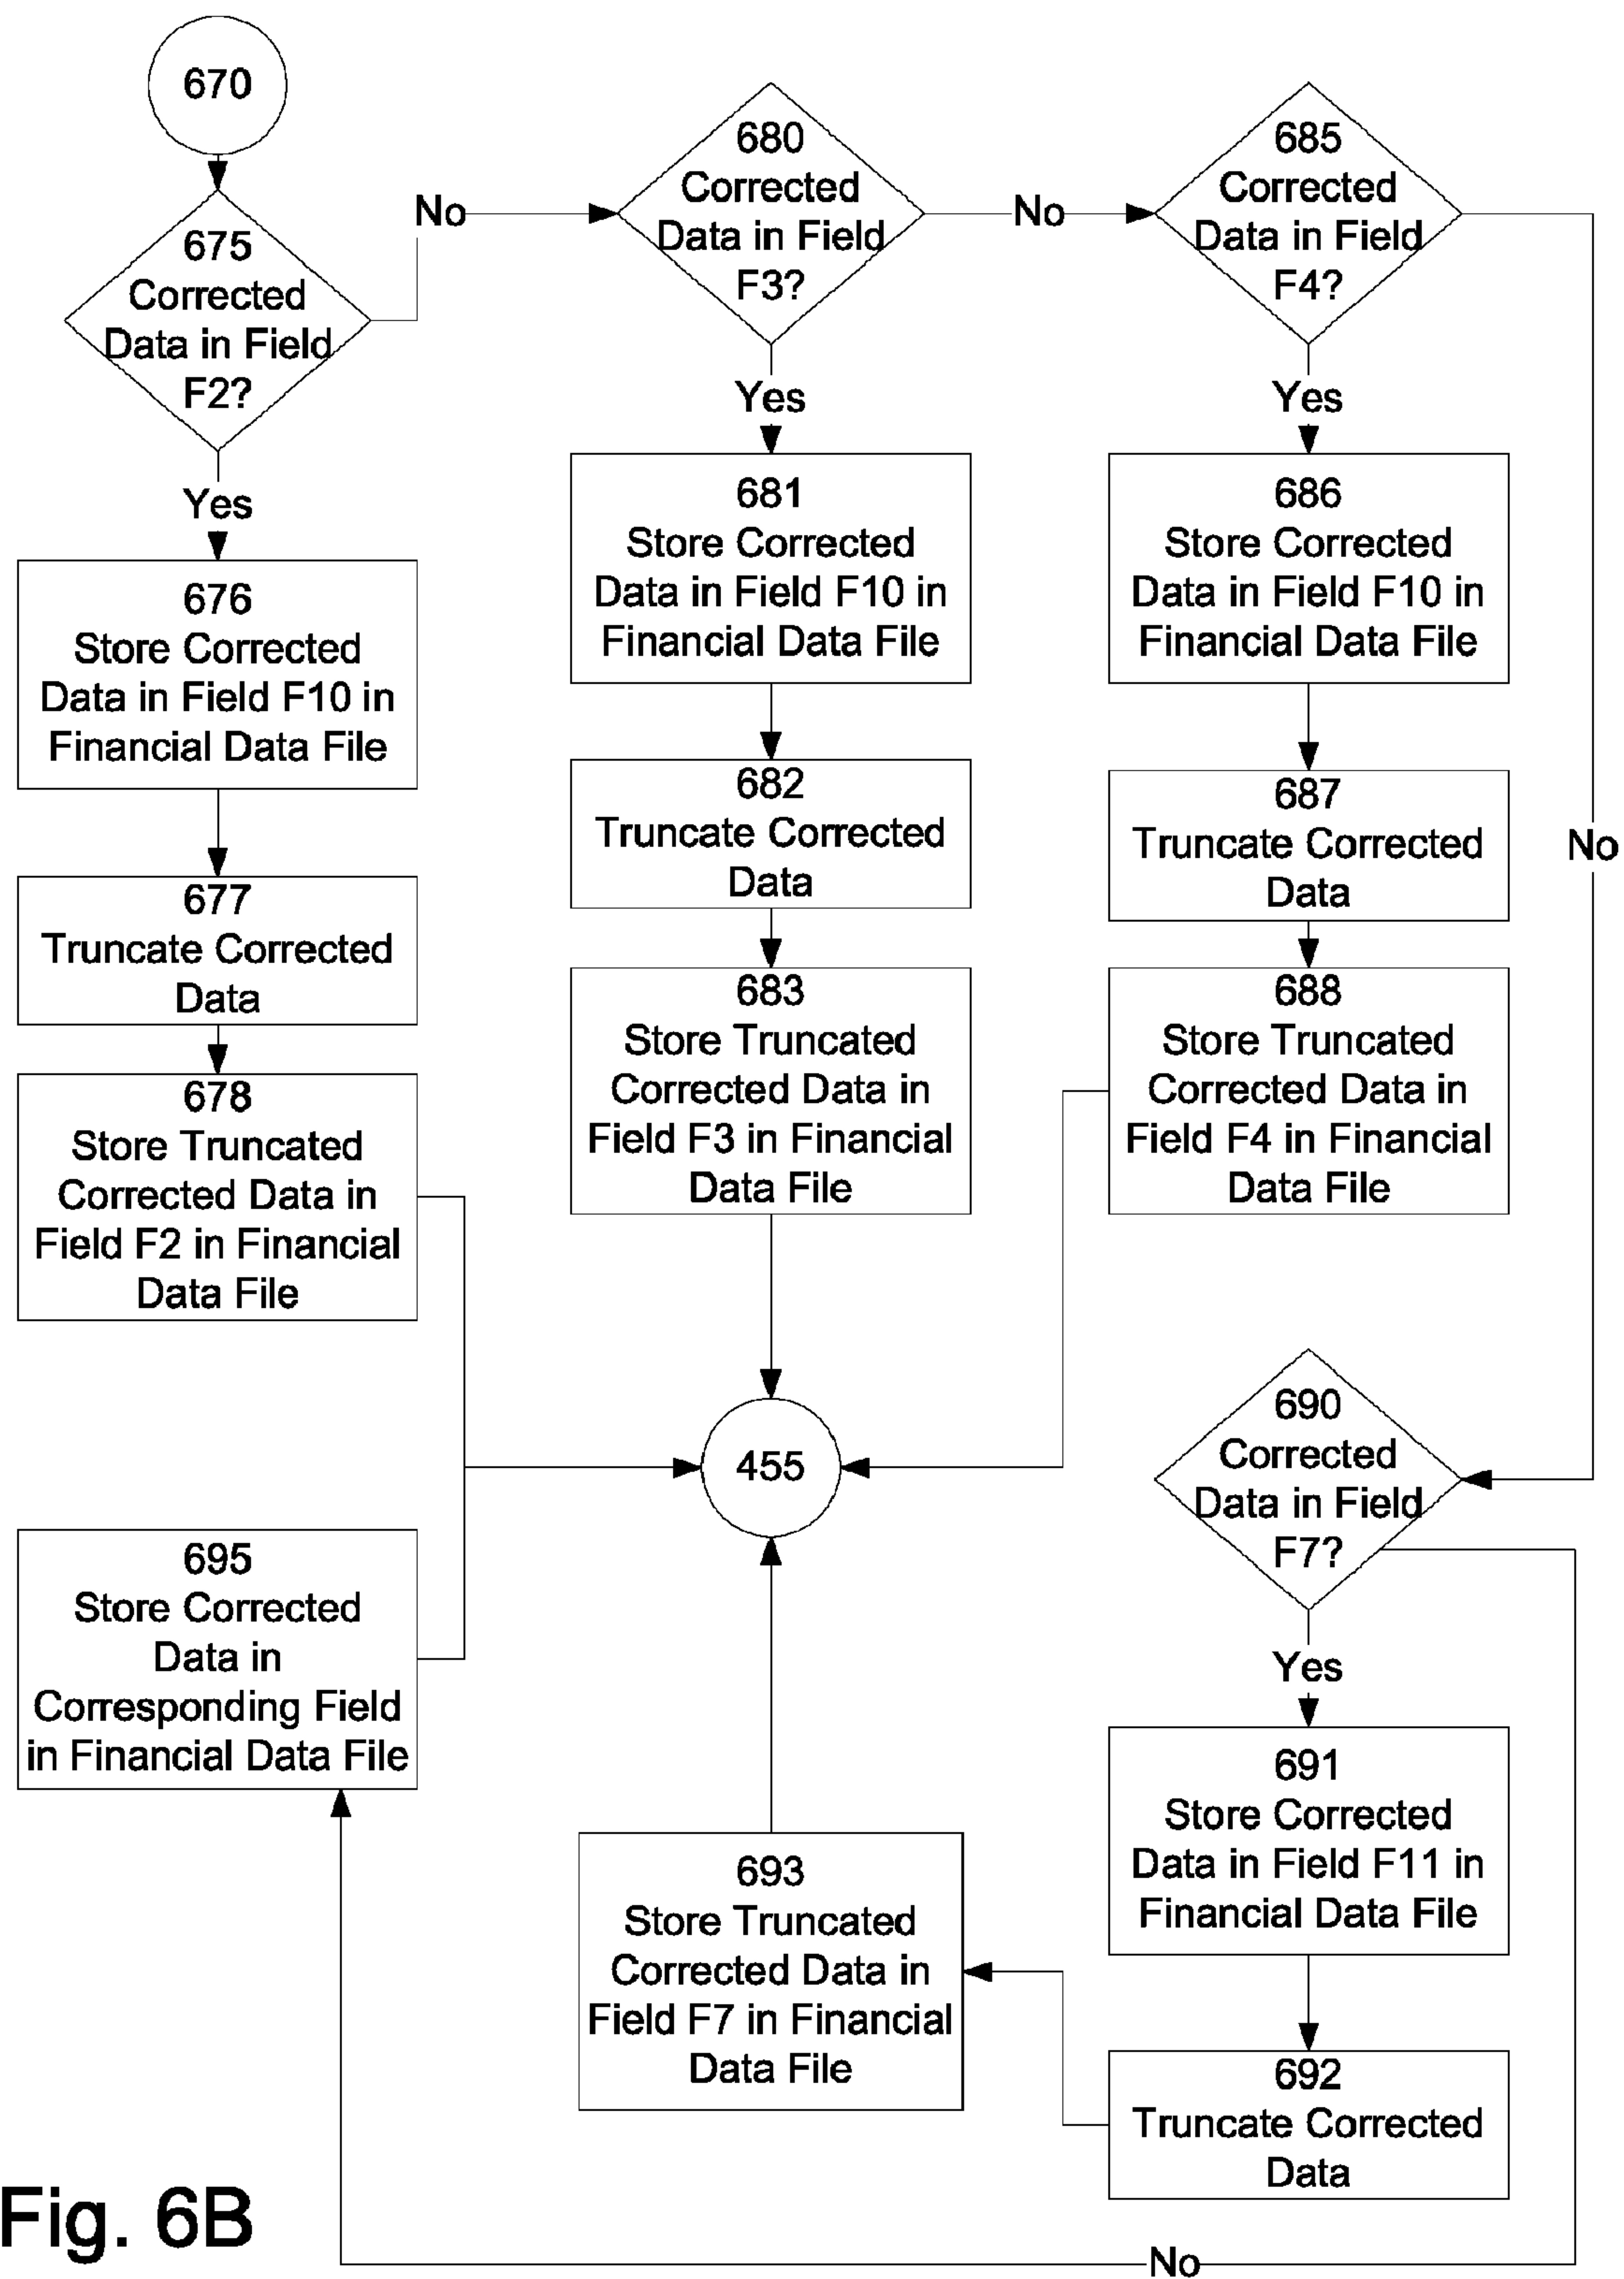 670
675
Corrected
Data in Field
F2?
No
Yes
676
Store Corrected
Data in Field F10 in
Financial Data File
677
Truncate Corrected
Data
678
Store Truncated
Corrected Data in
Field F2 in Financial
Data File
680
Corrected
Data in Field
F3?
No
Yes
681
Store Corrected
Data in Field F10 in
Financial Data File
682
Truncate Corrected
Data
683
Store Truncated
Corrected Data in
Field F3 in Financial
Data File
685
Corrected
Data in Field
F4?
No
Yes
686
Store Corrected
Data in Field F10 in
Financial Data File
687
Truncate Corrected
Data
688
Store Truncated
Corrected Data in
Field F4 in Financial
Data File
455
690
Corrected
Data in Field
F7?
Yes
691
Store Corrected
Data in Field F11 in
Financial Data File
692
Truncate Corrected
Data
693
Store Truncated
Corrected Data in
Field F7 in Financial
Data File
No
695
Store Corrected
Data in
Corresponding Field
in Financial Data File
Fig. 6B